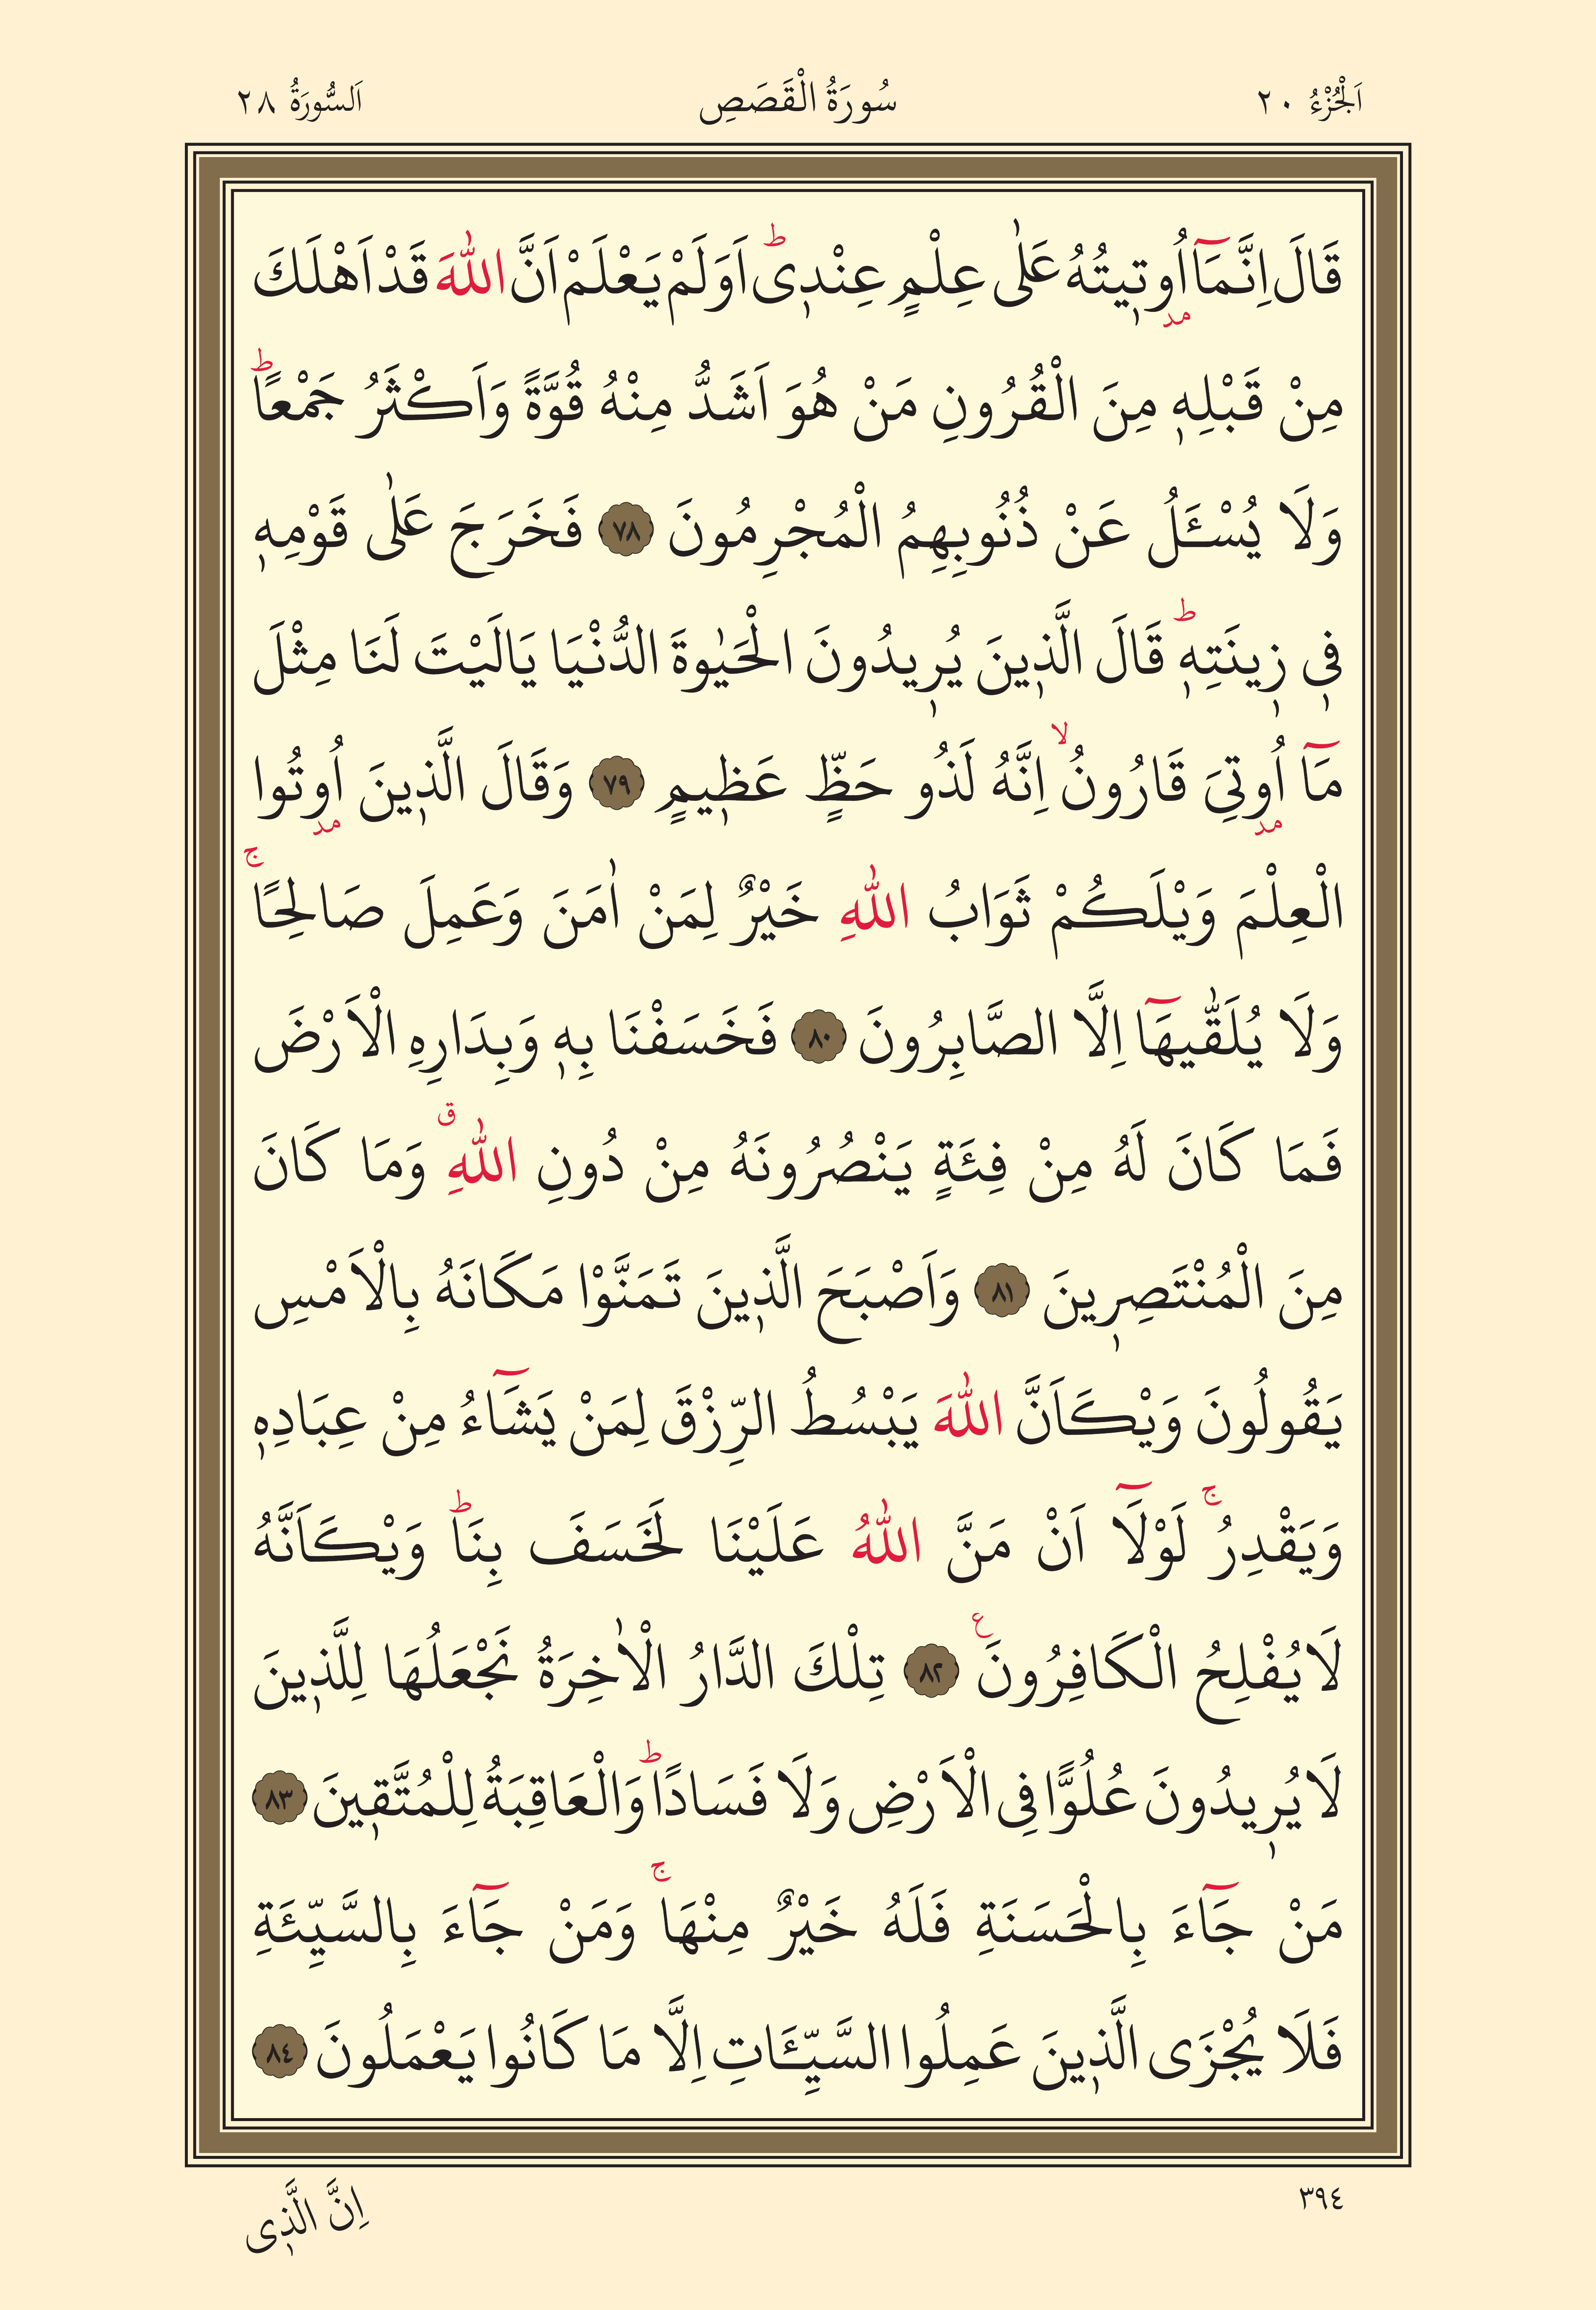 اَلْجُزْءُ ٢٠
سُورَةُ الْقَصَصِ
اَلسُّورَةُ ٢٨
قَالَ اِنَّمَٓا اُو۫ت۪يتُهُ عَلٰى عِلْمٍ عِنْد۪يۜ اَوَلَمْ يَعْلَمْ اَنَّ اللّٰهَ قَدْ اَهْلَكَ
مِنْ قَبْلِه۪ مِنَ الْقُرُونِ مَنْ هُوَ اَشَدُّ مِنْهُ قُوَّةً وَاَكْثَرُ جَمْعًاۜ
وَلَا يُسْـَٔلُ عَنْ ذُنُوبِهِمُ الْمُجْرِمُونَ ٧٨ فَخَرَجَ عَلٰى قَوْمِه۪
ف۪ي ز۪ينَتِه۪ۜ قَالَ الَّذ۪ينَ يُر۪يدُونَ الْحَيٰوةَ الدُّنْيَا يَالَيْتَ لَنَا مِثْلَ
مَٓا اُو۫تِيَ قَارُونُۙ اِنَّهُ لَذُو حَظٍّ عَظ۪يمٍ ٧٩ وَقَالَ الَّذ۪ينَ اُو۫تُوا
الْعِلْمَ وَيْلَكُمْ ثَوَابُ اللّٰهِ خَيْرٌ لِمَنْ اٰمَنَ وَعَمِلَ صَالِحًاۚ
وَلَا يُلَقّٰيهَٓا اِلَّا الصَّابِرُونَ ٨٠ فَخَسَفْنَا بِه۪ وَبِدَارِهِ الْاَرْضَ
فَمَا كَانَ لَهُ مِنْ فِئَةٍ يَنْصُرُونَهُ مِنْ دُونِ اللّٰهِۗ وَمَا كَانَ
مِنَ الْمُنْتَصِر۪ينَ ٨١ وَاَصْبَحَ الَّذ۪ينَ تَمَنَّوْا مَكَانَهُ بِالْاَمْسِ
يَقُولُونَ وَيْكَاَنَّ اللّٰهَ يَبْسُطُ الرِّزْقَ لِمَنْ يَشَٓاءُ مِنْ عِبَادِه۪
وَيَقْدِرُۚ لَوْلَٓا اَنْ مَنَّ اللّٰهُ عَلَيْنَا لَخَسَفَ بِنَاۜ وَيْكَاَنَّهُ
لَا يُفْلِحُ الْكَافِرُونَ۟ ٨٢ تِلْكَ الدَّارُ الْاٰخِرَةُ نَجْعَلُهَا لِلَّذ۪ينَ
لَا يُر۪يدُونَ عُلُوًّا فِي الْاَرْضِ وَلَا فَسَادًاۜ وَالْعَاقِبَةُ لِلْمُتَّق۪ينَ ٨٣
مَنْ جَٓاءَ بِالْحَسَنَةِ فَلَهُ خَيْرٌ مِنْهَاۚ وَمَنْ جَٓاءَ بِالسَّيِّئَةِ
فَلَا يُجْزَى الَّذ۪ينَ عَمِلُوا السَّيِّـَٔاتِ اِلَّا مَا كَانُوا يَعْمَلُونَ ٨٤
٣٩٤
اِنَّ الَّذ۪ي